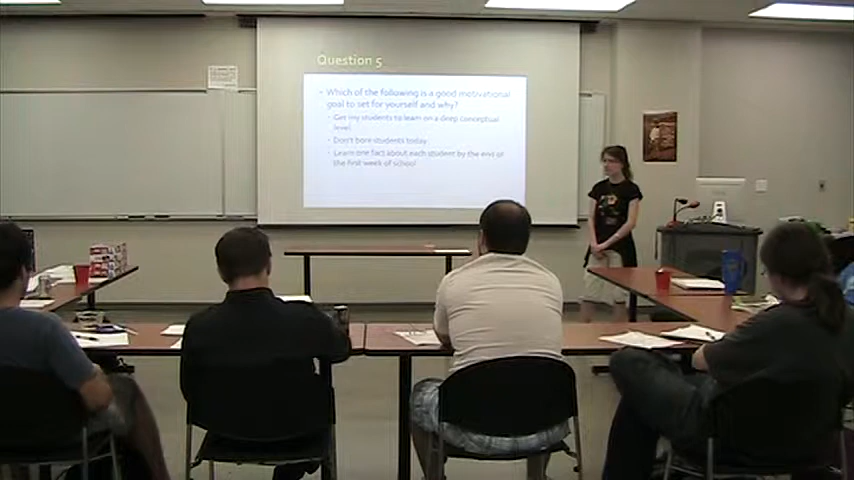 Question 5
Which of the following is a good motivational
goal to set for yourself and why?
Get my students to learn on a deep conceptual
level
Don't bore students today
Learn one fact about each student by the end of
the first week of school